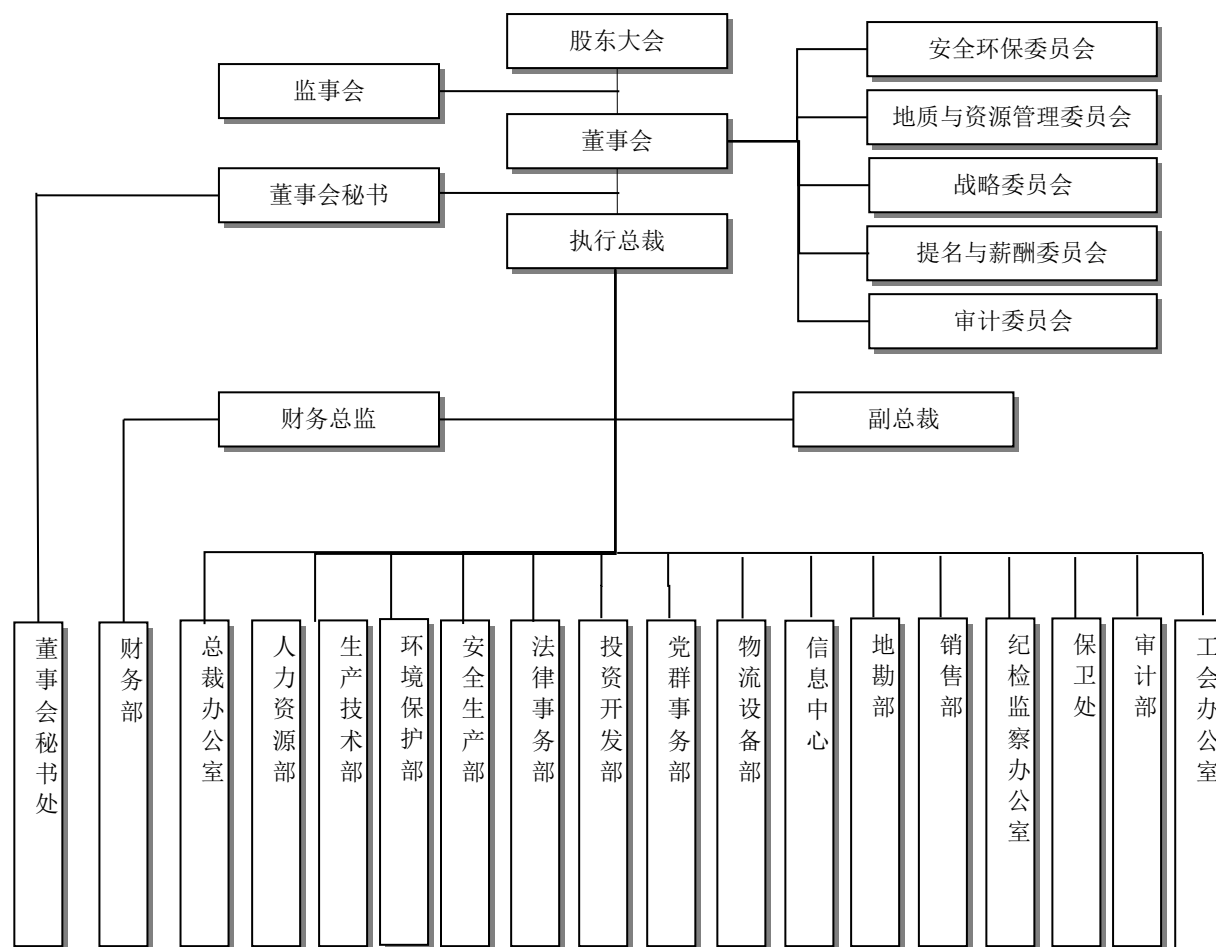 股东大会
安全环保委员会
监事会
地质与资源管理委员会
董事会
战略委员会
董事会秘书
执行总裁
提名与薪酬委员会
审计委员会
财务总监
副总裁
董事会秘书处
财务部
总裁办公室
人力资源部
生产技术部
环境保护部
安全生产部
法律事务部
投资开发部
党群事务部
物流设备部
信息中心
地勘部
销售部
纪检监察办公室
保卫处
审计部
工会办公室